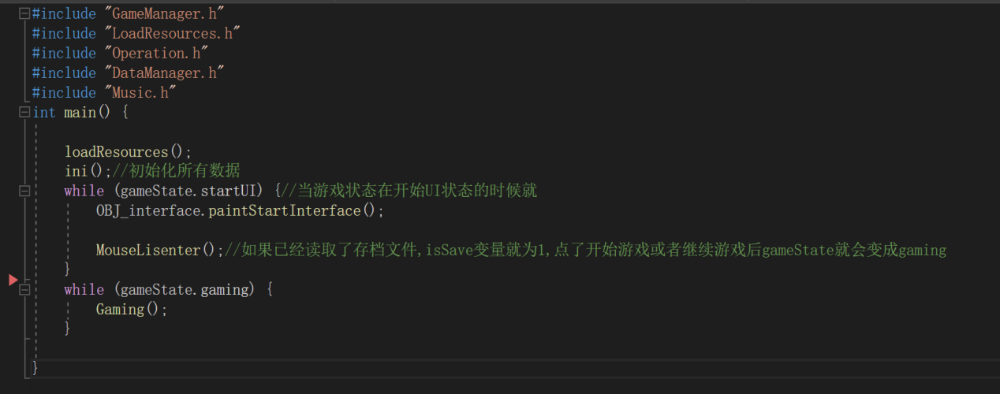 #include "GameManager.h"
#include "LoadResources.h"
#include "Operation.h"
#include "DataManager.h"
#include "Music.h"
int main() {
loadResources();
ini();//初始化所有数据
while (gameState.startUI) {//当游戏状态在开始UI状态的时候就
OBJ_interface.paintStartInterface();
MouseLisenter();//如果已经读取了存档文件,isSave变量就为1,点了开始游戏或者继续游戏后gameState就会变成gaming
}
while (gameState.gaming) {
Gaming();
}
}